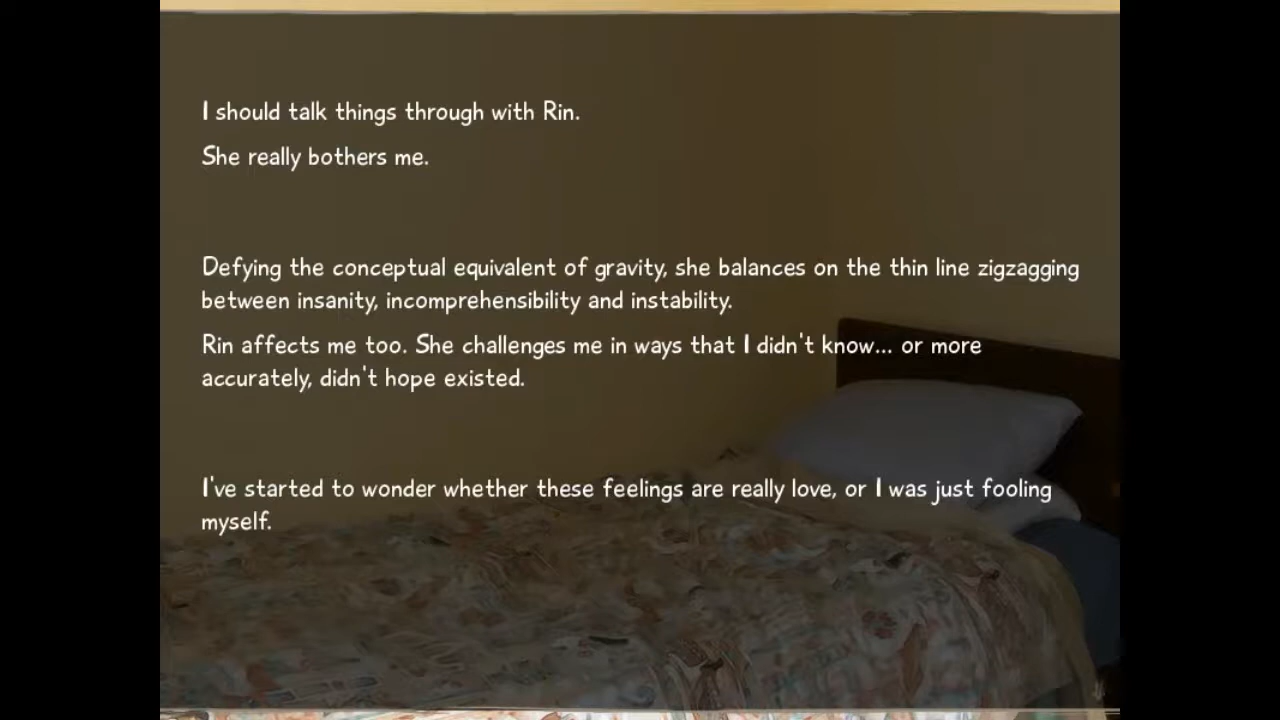 I should talk things through with Rin.
She really bothers me.
Defying the conceptual equivalent of gravity, she balances on the thin line zigzagging
between insanity, incomprehensibility and instability.
Rin affects me too. She challenges me in ways that I didn't know... or more
accurately, didn't hope existed.
I've started to wonder whether these feelings are really love, or I was just fooling
myself.